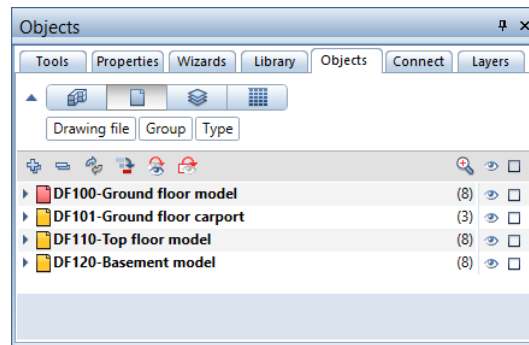 Objects
Tools Properties Wizards Library Objects Connect Layers
Drawing file Group Type
DF100-Ground floor model (8)
DF101-Ground floor carport (3)
DF110-Top floor model (8)
DF120-Basement model (8)